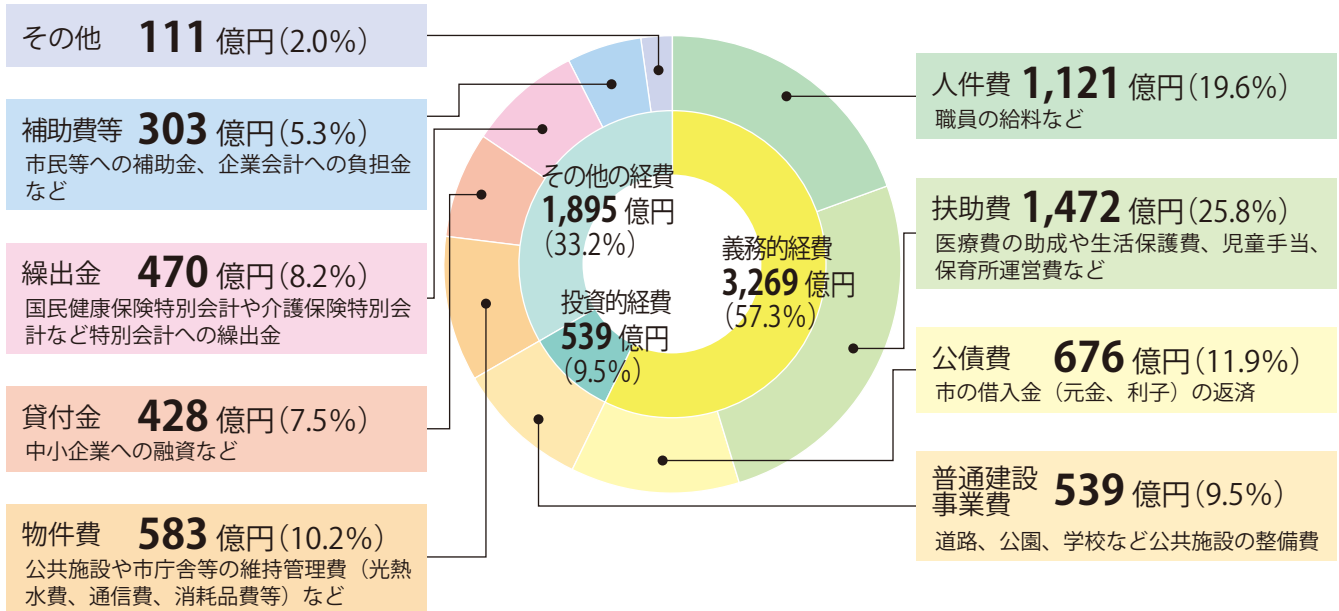 その他 111 億円(2.0%)
補助費等 303 億円(5.3%)
市民等への補助金、企業会計への負担金
など
繰出金 470 億円(8.2%)
国民健康保険特別会計や介護保険特別会
計など特別会計への繰出金
貸付金 428 億円(7.5%)
中小企業への融資など
物件費 583 億円(10.2%)
公共施設や市庁舎等の維持管理費（光熱
水費、通信費、消耗品費等）など
その他の経費
1,895 億円
(33.2%)
投資的経費
539 億円
(9.5%)
義務的経費
3,269 億円
(57.3%)
人件費 1,121 億円(19.6%)
職員の給料など
扶助費 1,472 億円(25.8%)
医療費の助成や生活保護費、児童手当、
保育所運営費など
公債費 676 億円(11.9%)
市の借入金（元金、利子）の返済
普通建設
事業費 539 億円(9.5%)
道路、公園、学校など公共施設の整備費